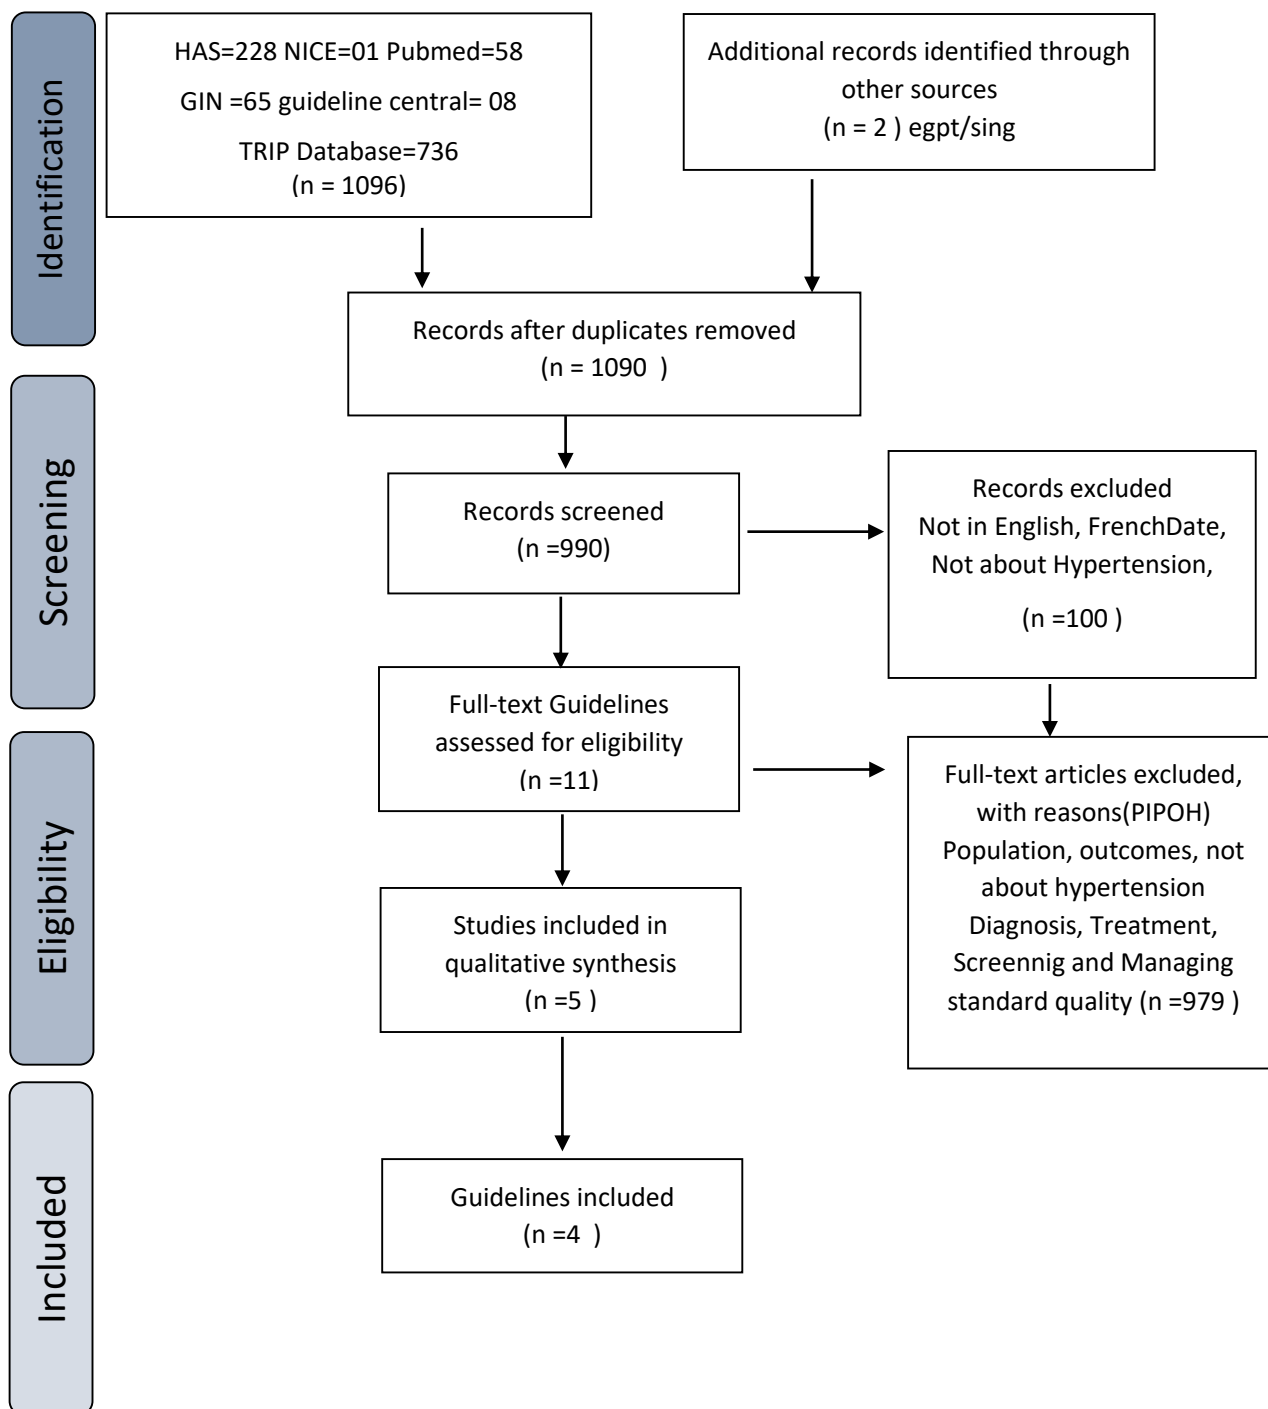 Identification
HAS=228 NICE=01 Pubmed=58
GIN =65 guideline central= 08
TRIP Database=736
(n = 1096)
Additional records identified through
other sources
(n = 2 ) egpt/sing
Records after duplicates removed
(n = 1090 )
Screening
Records screened
(n =990)
Records excluded
Not in English, FrenchDate,
Not about Hypertension,
(n =100 )
Full-text Guidelines
assessed for eligibility
(n =11)
Eligibility
Full-text articles excluded,
with reasons(PIPOH)
Population, outcomes, not
about hypertension
Diagnosis, Treatment,
Screennig and Managing
standard quality (n =979 )
Studies included in
qualitative synthesis
(n =5 )
Included
Guidelines included
(n =4 )